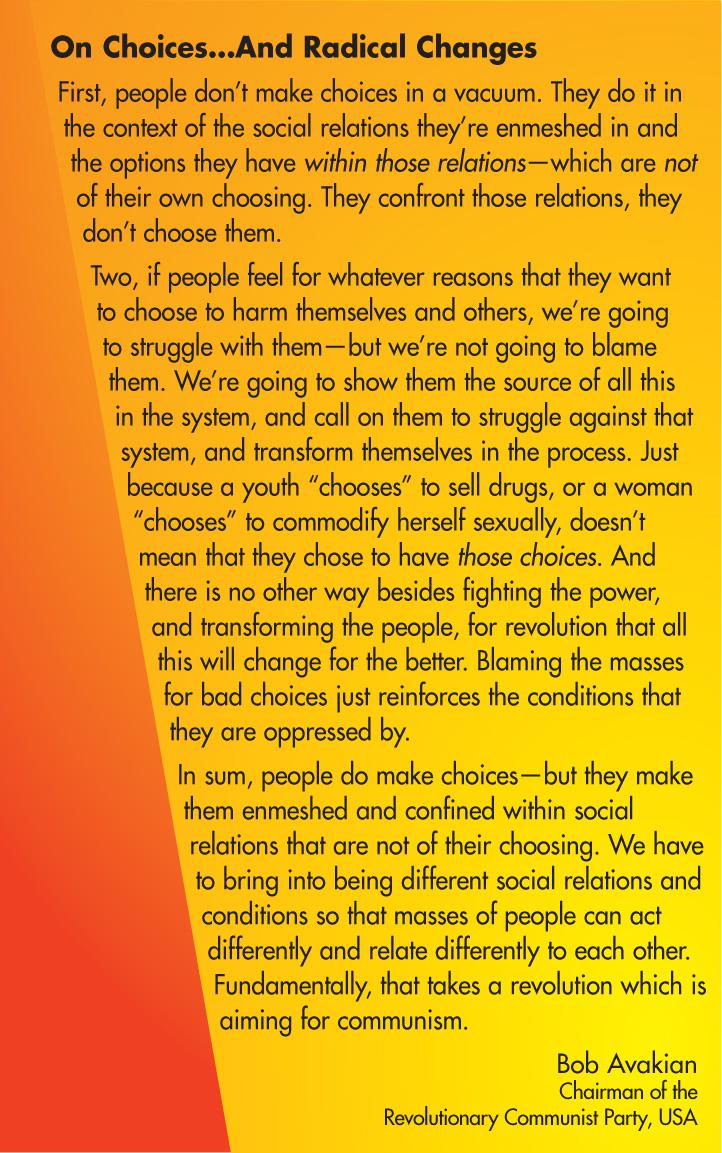 On Choices...And Radical Changes
First, people don't make choices in a vacuum. They do it in
the context of the social relations they're enmeshed in and
the options they have within those relations—which are not
of their own choosing. They confront those relations, they
don't choose them.
Two, if people feel for whatever reasons that they want
to choose to harm themselves and others, we're going
to struggle with them—but we're not going to blame
them. We're going to show them the source of all this
in the system, and call on them to struggle against that
system, and transform themselves in the process. Just
because a youth “chooses” to sell drugs, or a woman
“chooses” to commodify herself sexually, doesn't
mean that they chose to have those choices. And
there is no other way besides fighting the power,
and transforming the people, for revolution that all
this will change for the better. Blaming the masses
for bad choices just reinforces the conditions that
they are oppressed by.
In sum, people do make choices—but they make
them enmeshed and confined within social
relations that are not of their choosing. We have
to bring into being different social relations and
conditions so that masses of people can act
differently and relate differently to each other.
Fundamentally, that takes a revolution which is
aiming for communism.
Bob Avakian
Chairman of the
Revolutionary Communist Party, USA